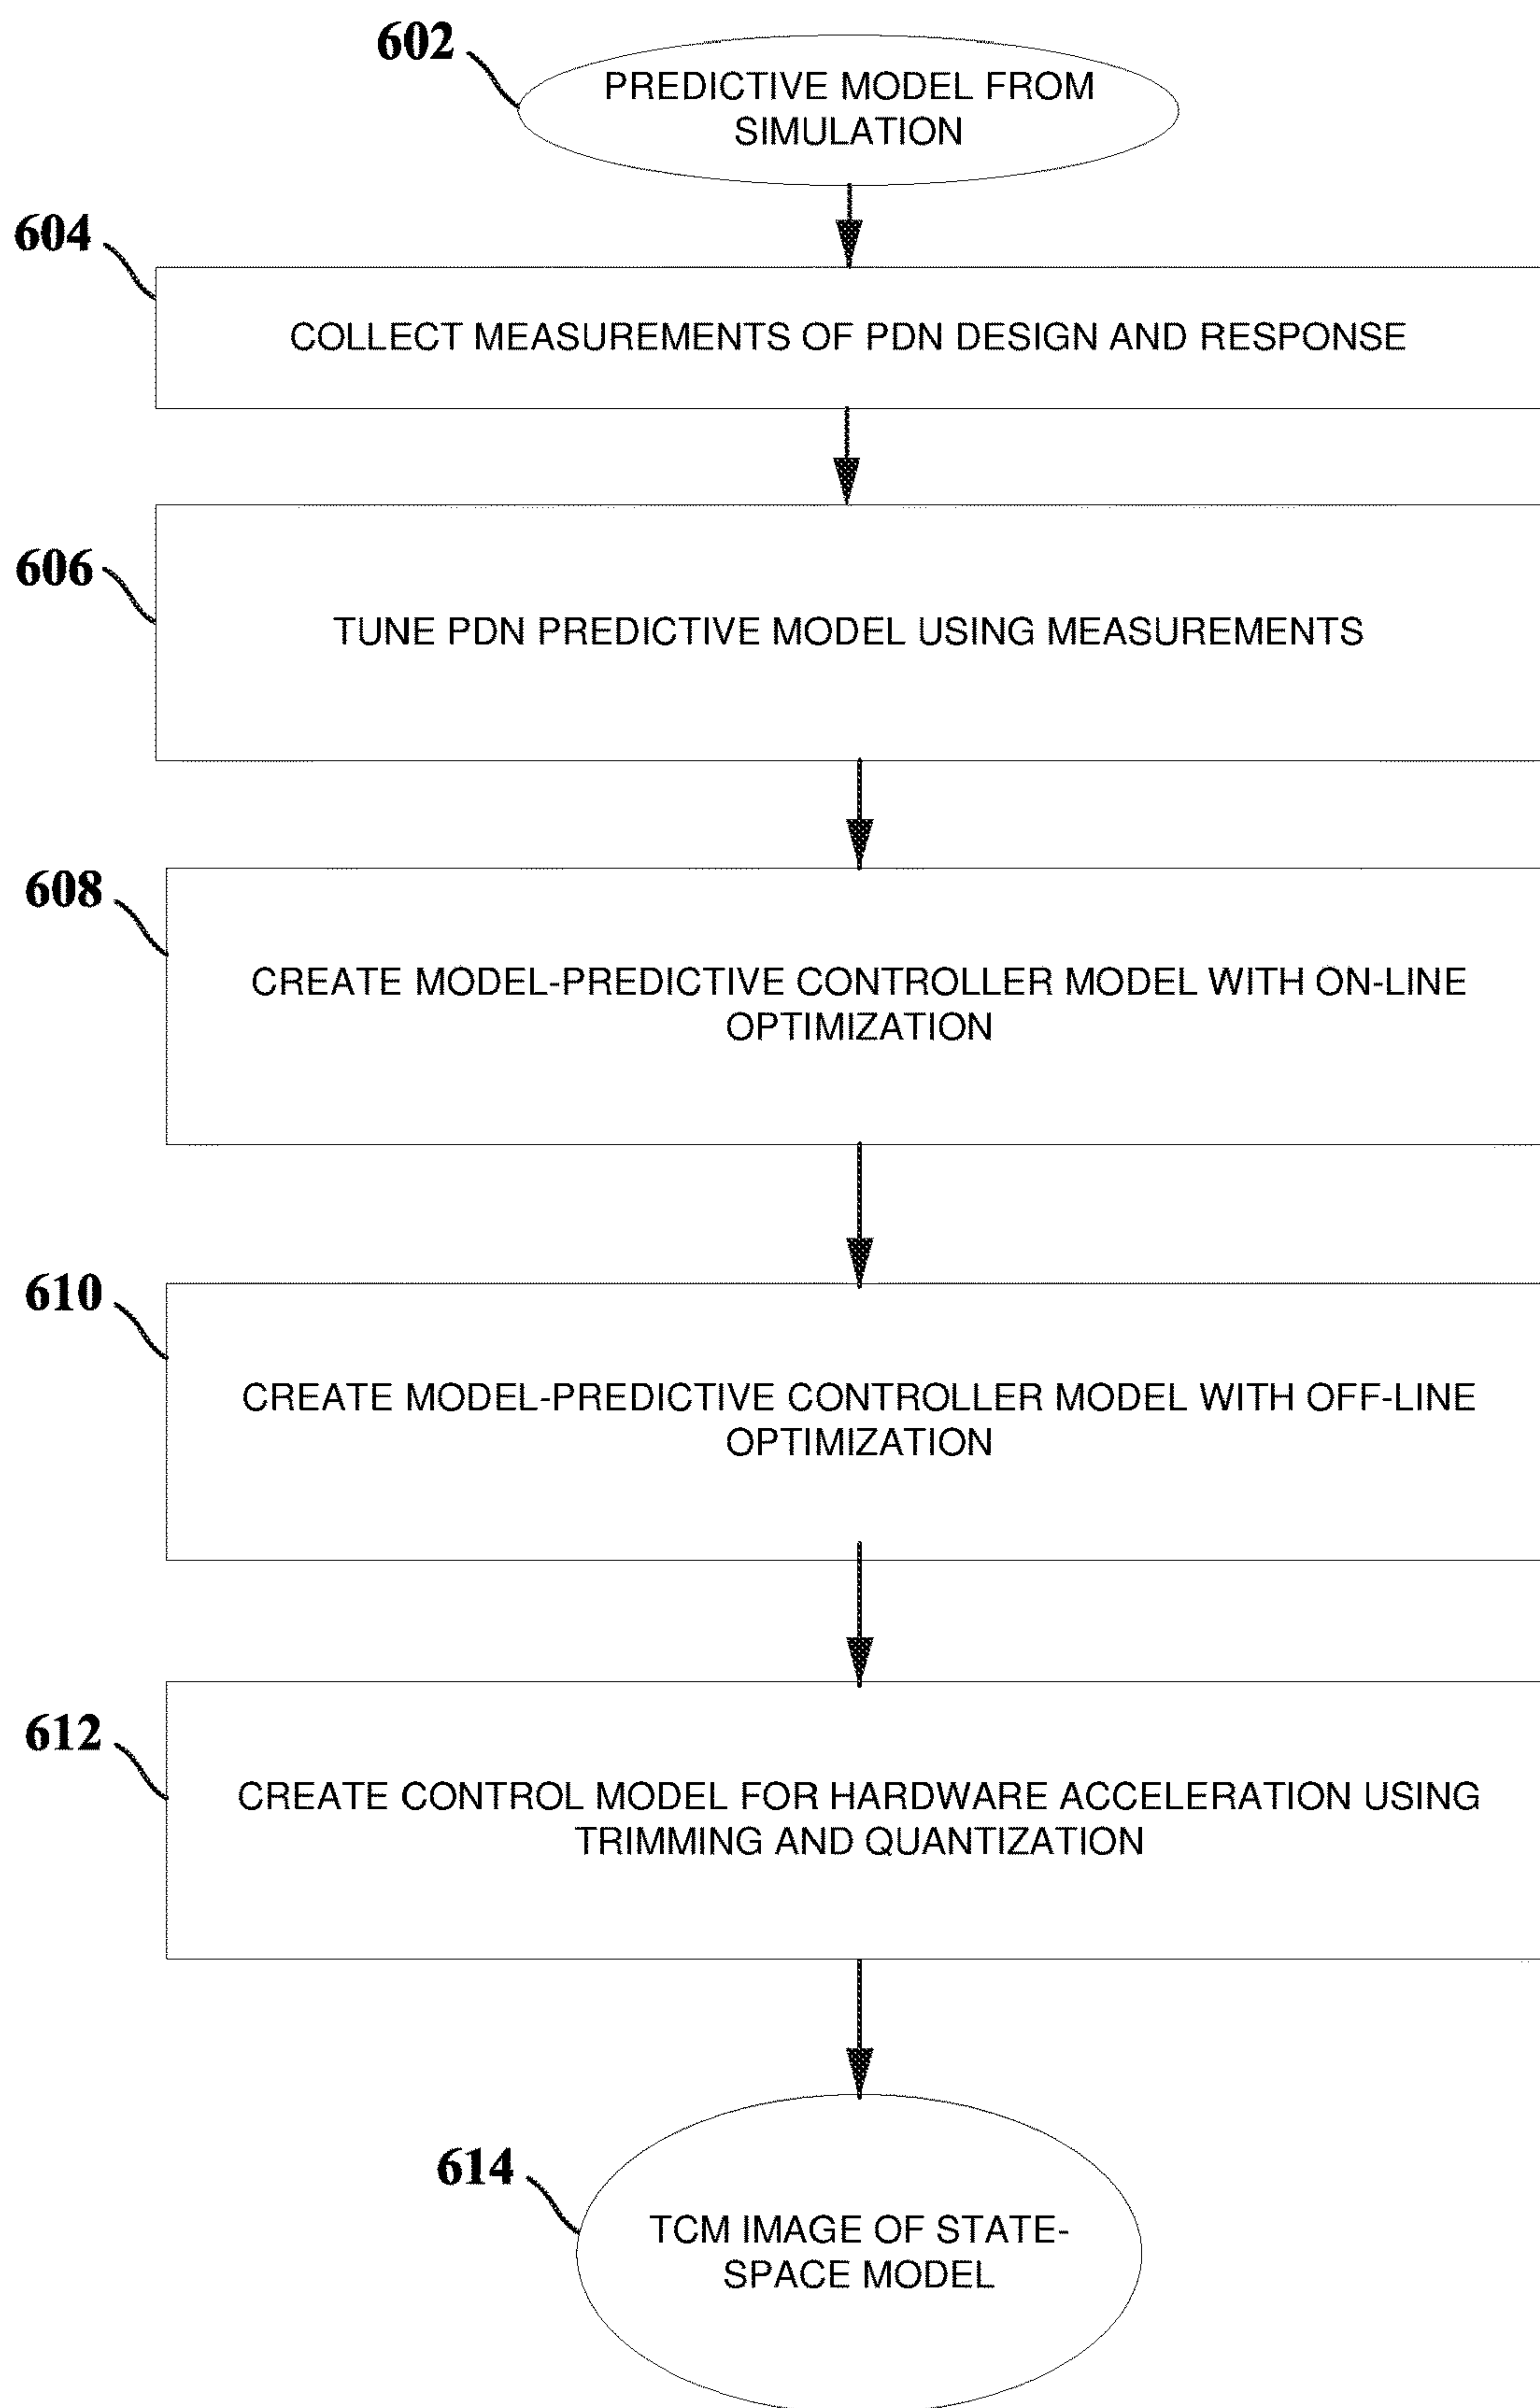 602
PREDICTIVE MODEL FROM
SIMULATION
604
COLLECT MEASUREMENTS OF PDN DESIGN AND RESPONSE
606
TUNE PDN PREDICTIVE MODEL USING MEASUREMENTS
608
CREATE MODEL-PREDICTIVE CONTROLLER MODEL WITH ON-LINE
OPTIMIZATION
610
CREATE MODEL-PREDICTIVE CONTROLLER MODEL WITH OFF-LINE
OPTIMIZATION
612
CREATE CONTROL MODEL FOR HARDWARE ACCELERATION USING
TRIMMING AND QUANTIZATION
614
TCM IMAGE OF STATE-
SPACE MODEL